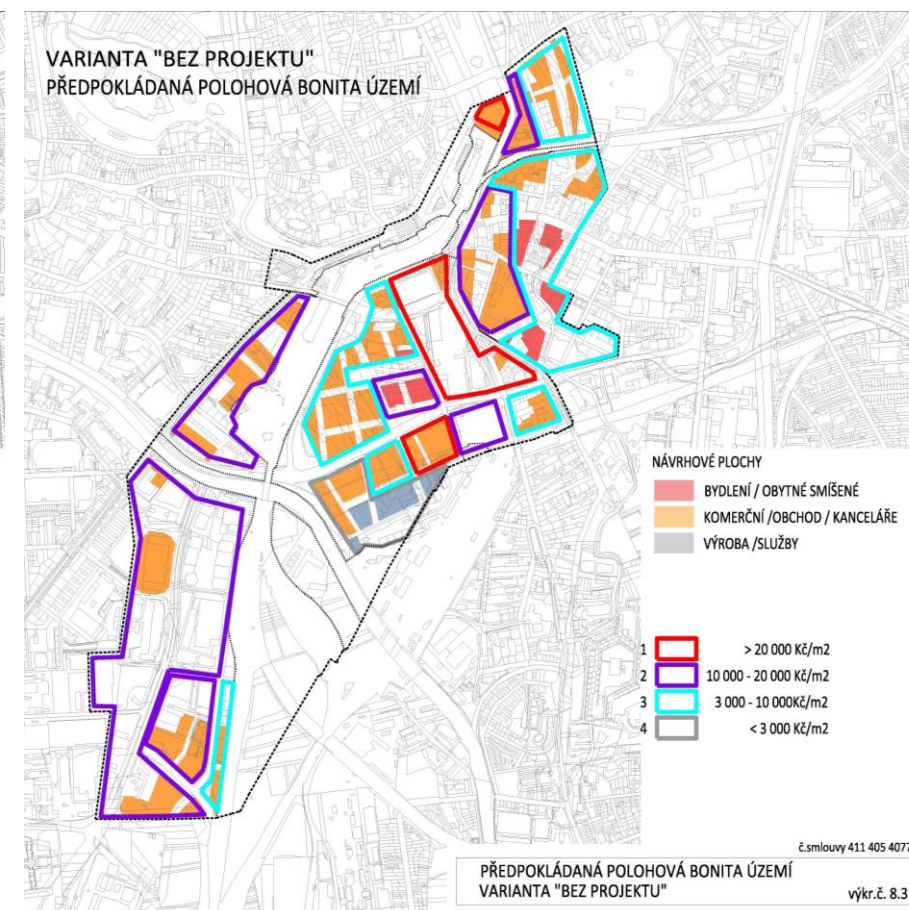 VARIANTA "BEZ PROJEKTU"
PŘEDPOKLÁDANÁ POLOHOVÁ BONITA ÚZEMÍ
NÁVRHOVÉ PLOCHY
BYDLENÍ / OBYTNÉ SMÍŠENÉ
KOMERČNÍ /OBCHOD / KANCELÁŘE
VÝROBA /SLUŽBY
1 > 20 000 Kč/m2
2 10 000 - 20 000 Kč/m2
3 3 000 - 10 000Kč/m2
4 < 3 000 Kč/m2
č.smlouvy 411 405 4077
PŘEDPOKLÁDANÁ POLOHOVÁ BONITA ÚZEMÍ
VARIANTA "BEZ PROJEKTU" výkr.č. 8.3